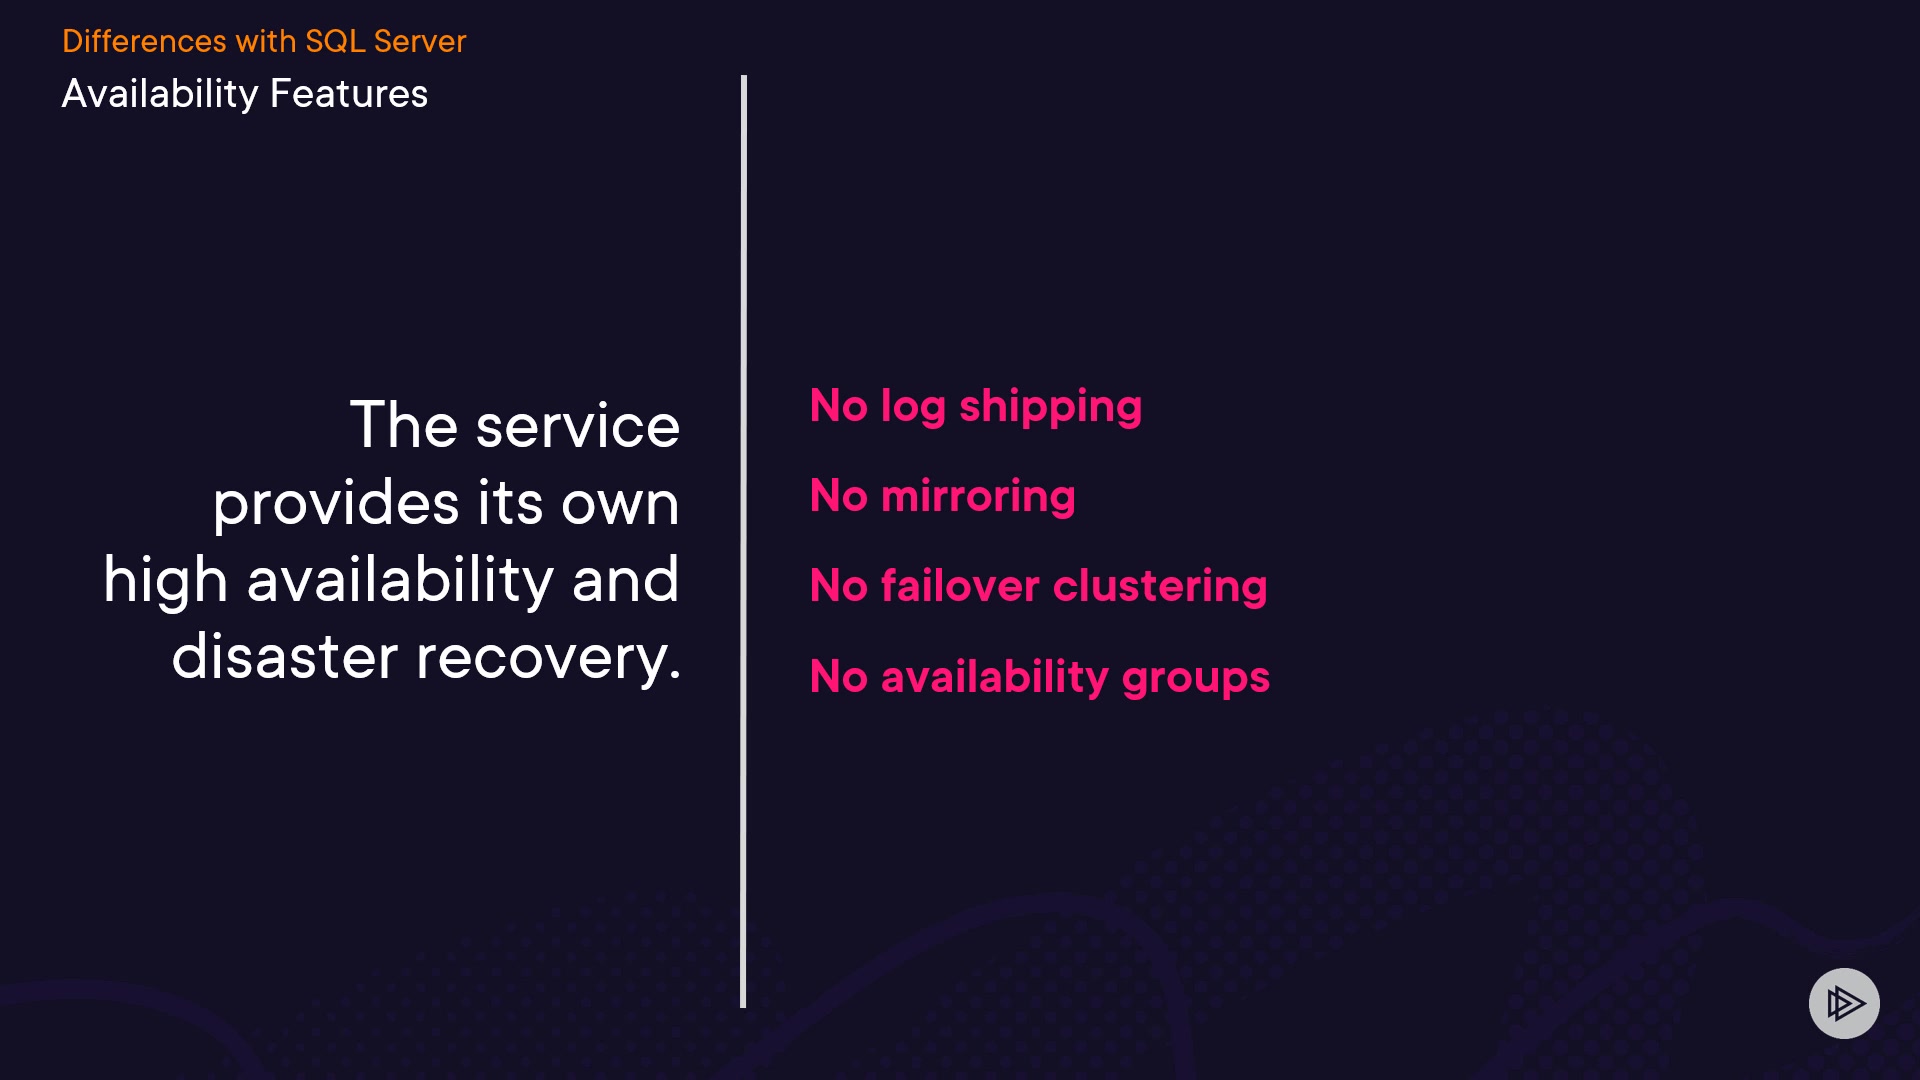 Differences with SQL Server
Availability Features
The service
provides its own
high availability and
disaster recovery.
No log shipping
No mirroring
No failover clustering
No availability groups